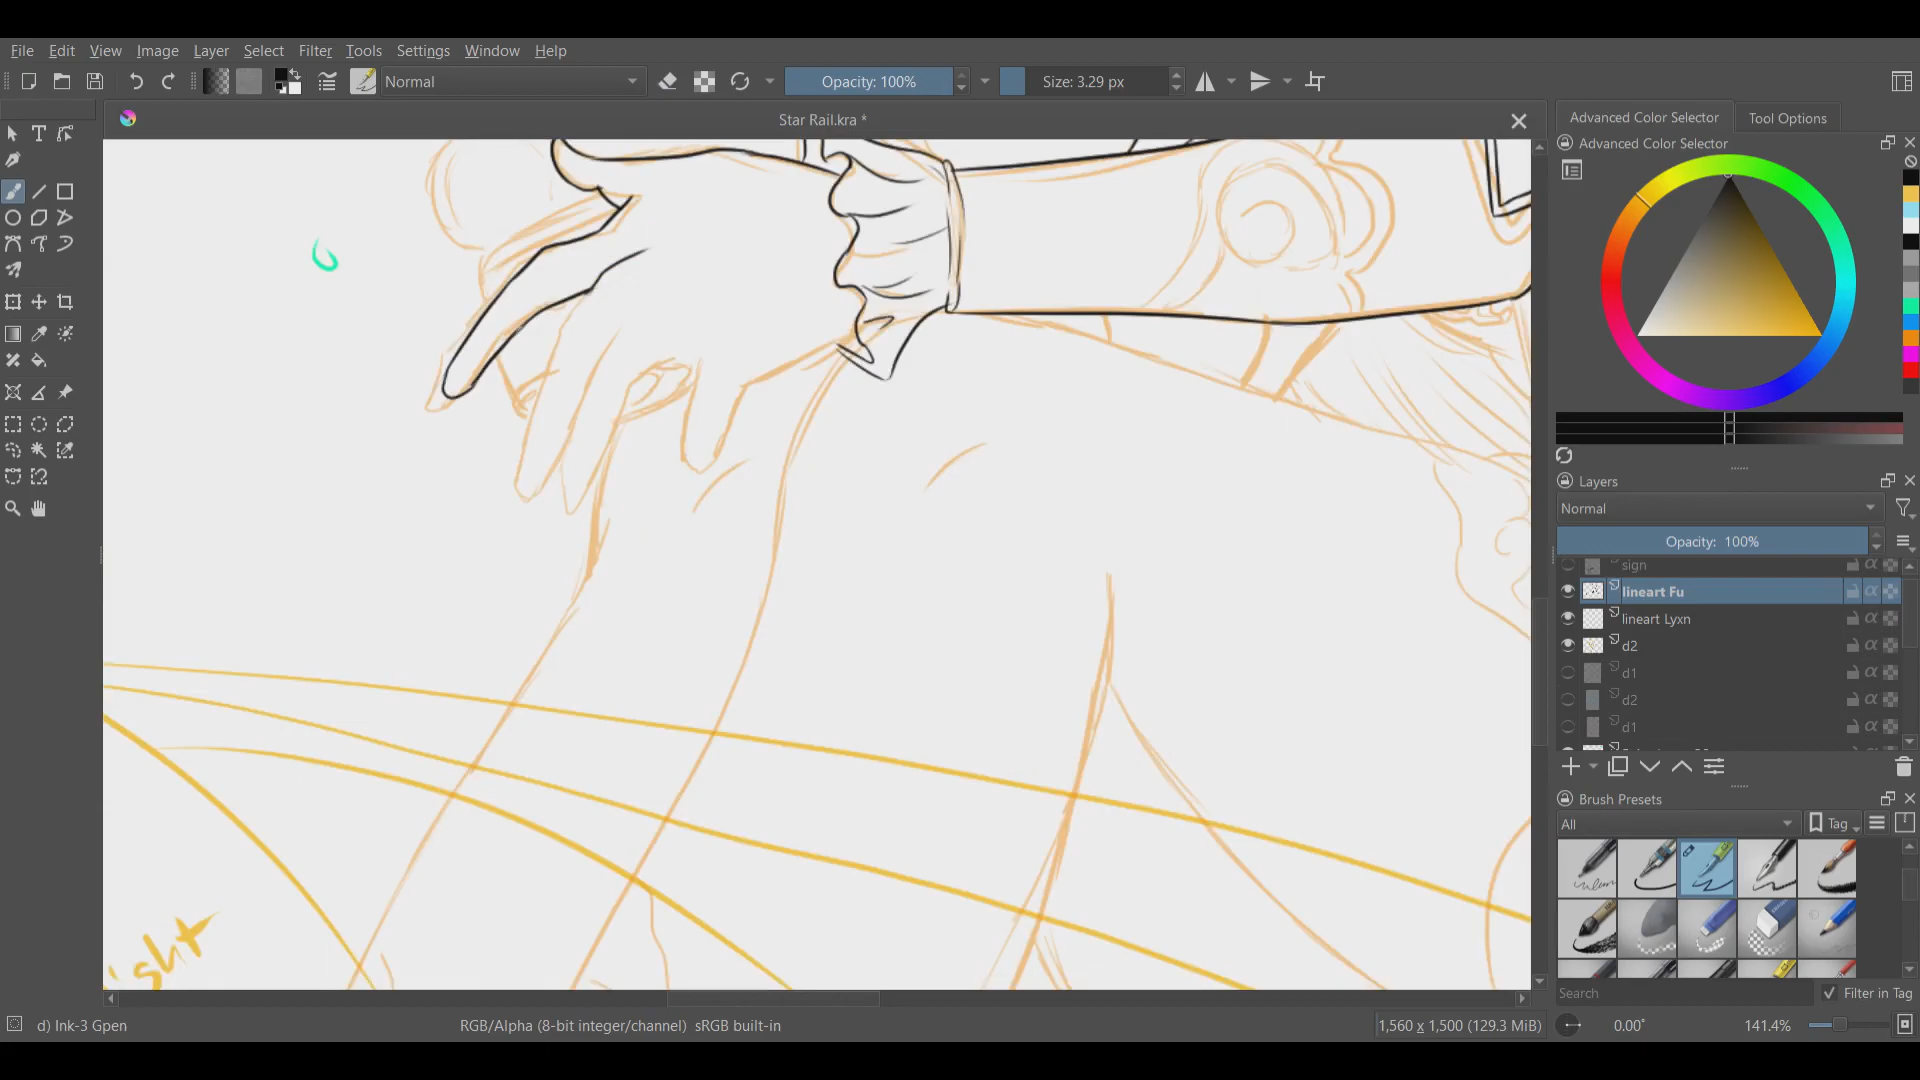 File Edit View Image Layer Select Filter Tools Settings Window Help
Normal Opacity: 100% Size: 3.29 px
Star Rail.kra *
Advanced Color Selector Tool Options
Advanced Color Selector
Layers
Normal
Opacity: 100%
sign
lineart Fu
lineart Lyxn
d2
d1
d2
d1
Brush Presets
All Tag
Search Filter in Tag
ight
d) Ink-3 Gpen RGB/Alpha (8-bit integer/channel) sRGB built-in 1,560 x 1,500 (129.3 MiB) 0.00° 141.4%